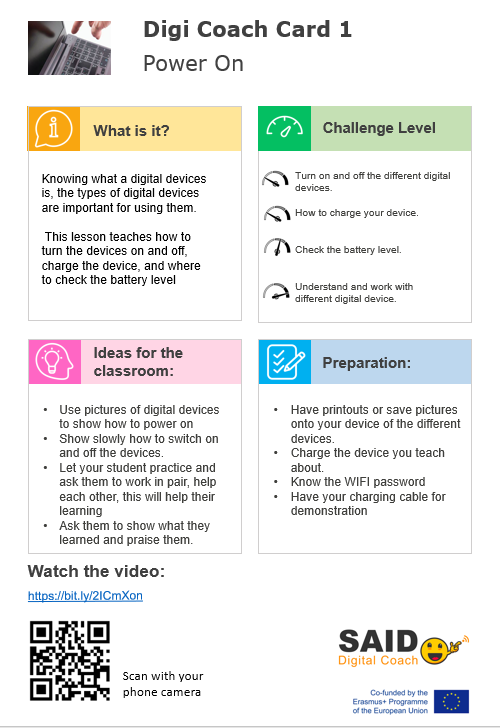 Digi Coach Card 1
Power On
What is it?
Knowing what a digital devices
is, the types of digital devices
are important for using them.
This lesson teaches how to
turn the devices on and off,
charge the device, and where
to check the battery level
Challenge Level
Turn on and off the different digital
devices.
How to charge your device.
Check the battery level.
Understand and work with
different digital device.
Ideas for the
classroom:
• Use pictures of digital devices
to show how to power on
• Show slowly how to switch on
and off the devices.
• Let your student practice and
ask them to work in pair, help
each other, this will help their
learning
• Ask them to show what they
learned and praise them.
Preparation:
• Have printouts or save pictures
onto your device of the different
devices.
• Charge the device you teach
about.
• Know the WIFI password
• Have your charging cable for
demonstration
Watch the video:
https://bit.ly/2ICmXon
Scan with your
phone camera
SAID
Digital Coach
Co-funded by the
Erasmus+ Programme
of the European Union